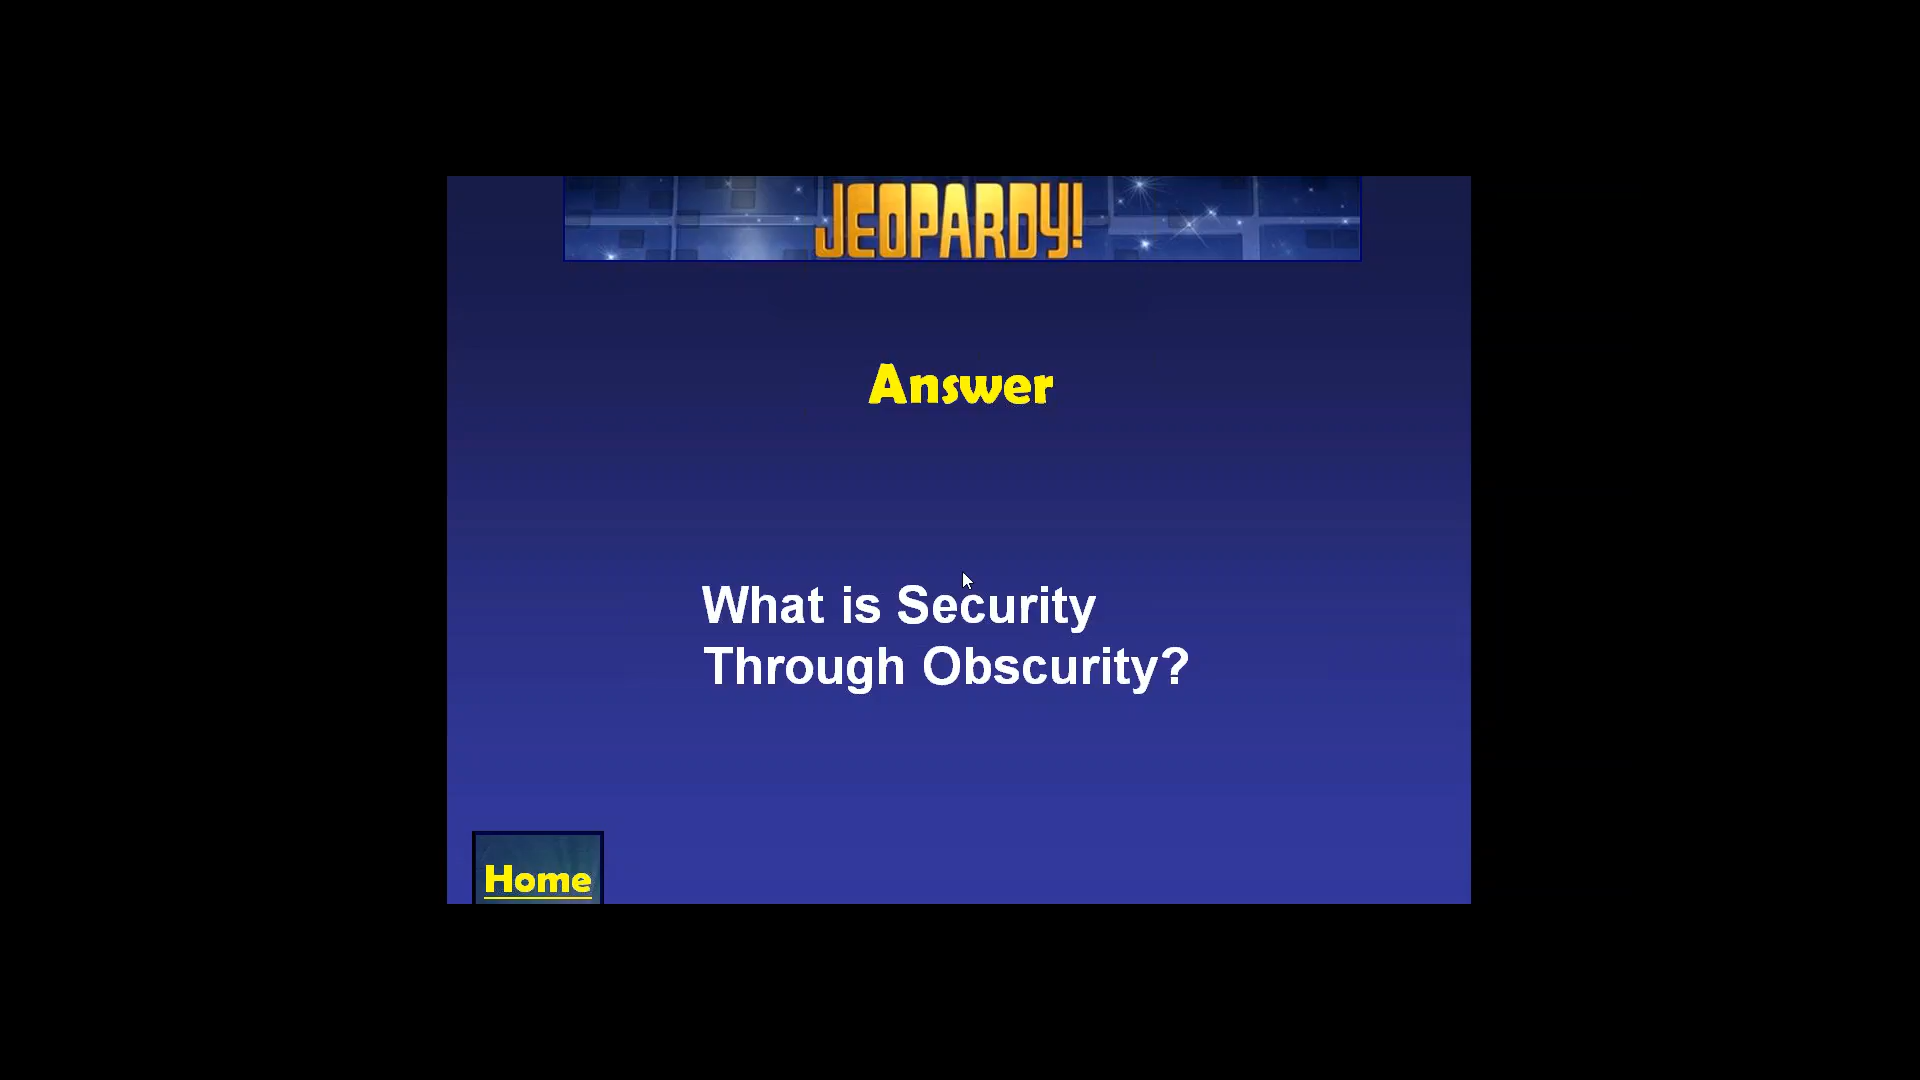 JEOPARDY!
Answer
What is Security
Through Obscurity?
Home